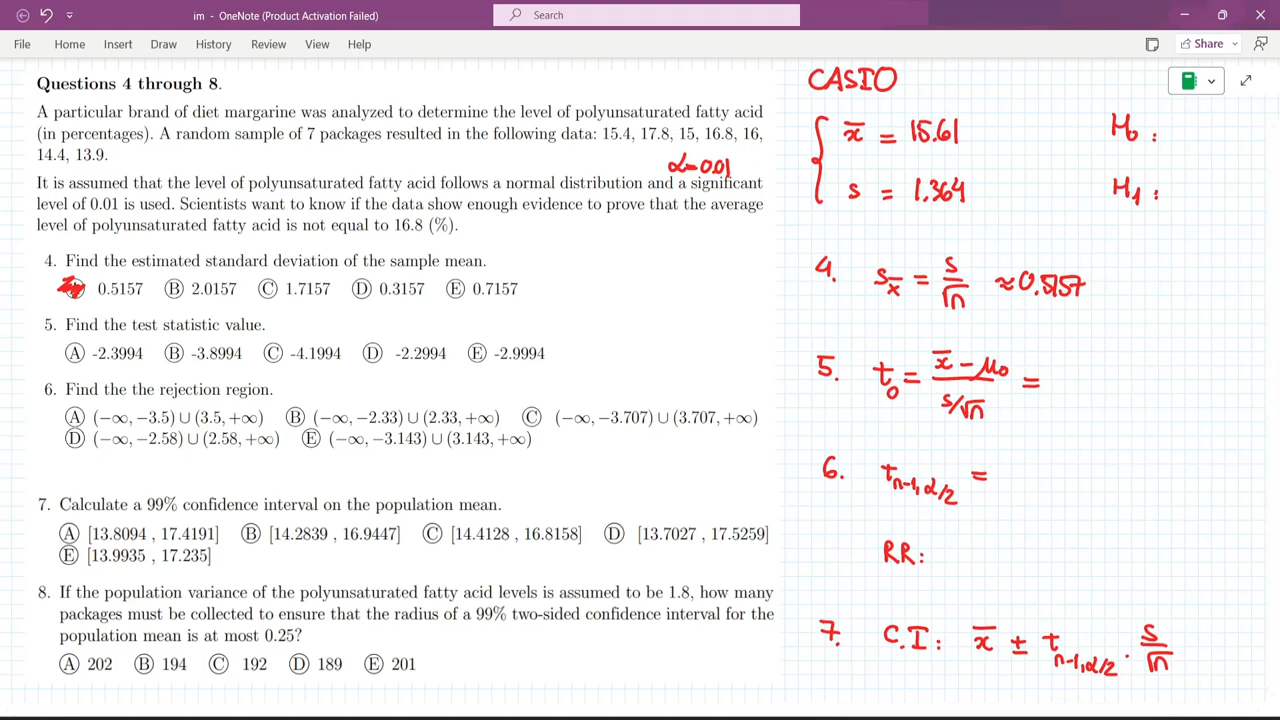 im - OneNote (Product Activation Failed)
Search
File Home Insert Draw History Review View Help
Share
Questions 4 through 8.
A particular brand of diet margarine was analyzed to determine the level of polyunsaturated fatty acid
(in percentages). A randon sample of 7 packages resulted in the following data: 15.4, 17.8, 15, 16.8, 16,
14.4, 13.9.
α=0.01
It is assumed that the level of polyunsaturated fatty acid follows a normal distribution and a significant
level of 0.01 is used. Scientists want to know if the data show enough evidence to prove that the average
level of polyunsaturated fatty acid is not equal to 16.8 (%).
4. Find the estimated standard deviation of the sample mean.
0.5157 Ⓑ 2.0157 Ⓒ 1.7157 Ⓓ 0.3157 Ⓔ 0.7157
5. Find the test statistic value.
Ⓐ -2.3994 Ⓑ -3.8994 Ⓒ -4.1994 Ⓓ -2.2994 Ⓔ -2.9994
6. Find the the rejection region.
Ⓐ (−∞, −3.5) ∪ (3.5, +∞) Ⓑ (−∞, −2.33) ∪ (2.33, +∞) Ⓒ (−∞, −3.707) ∪ (3.707, +∞)
Ⓓ (−∞, −2.58) ∪ (2.58, +∞) Ⓔ (−∞, −3.143) ∪ (3.143, +∞)
7. Calculate a 99% confidence interval on the population mean.
Ⓐ [13.8094 , 17.4191] Ⓑ [14.2839 , 16.9447] Ⓒ [14.4128 , 16.8158] Ⓓ [13.7027 , 17.5259]
Ⓔ [13.9935 , 17.235]
8. If the population variance of the polyunsaturated fatty acid levels is assumed to be 1.8, how many
packages must be collected to ensure that the radius of a 99% two-sided confidence interval for the
population mean is at most 0.25?
Ⓐ 202 Ⓑ 194 Ⓒ 192 Ⓓ 189 Ⓔ 201
CASIO
x̄ = 15.61
H₀ :
s = 1.364
H₁ :
4. s_x̄ = s/√n ≈ 0.5157
5. t₀ = (x̄ − μ₀)/(s/√n) =
6. t_{n-1,α/2} =
RR:
7. C.I: x̄ ± t_{n-1,α/2} · s/√n